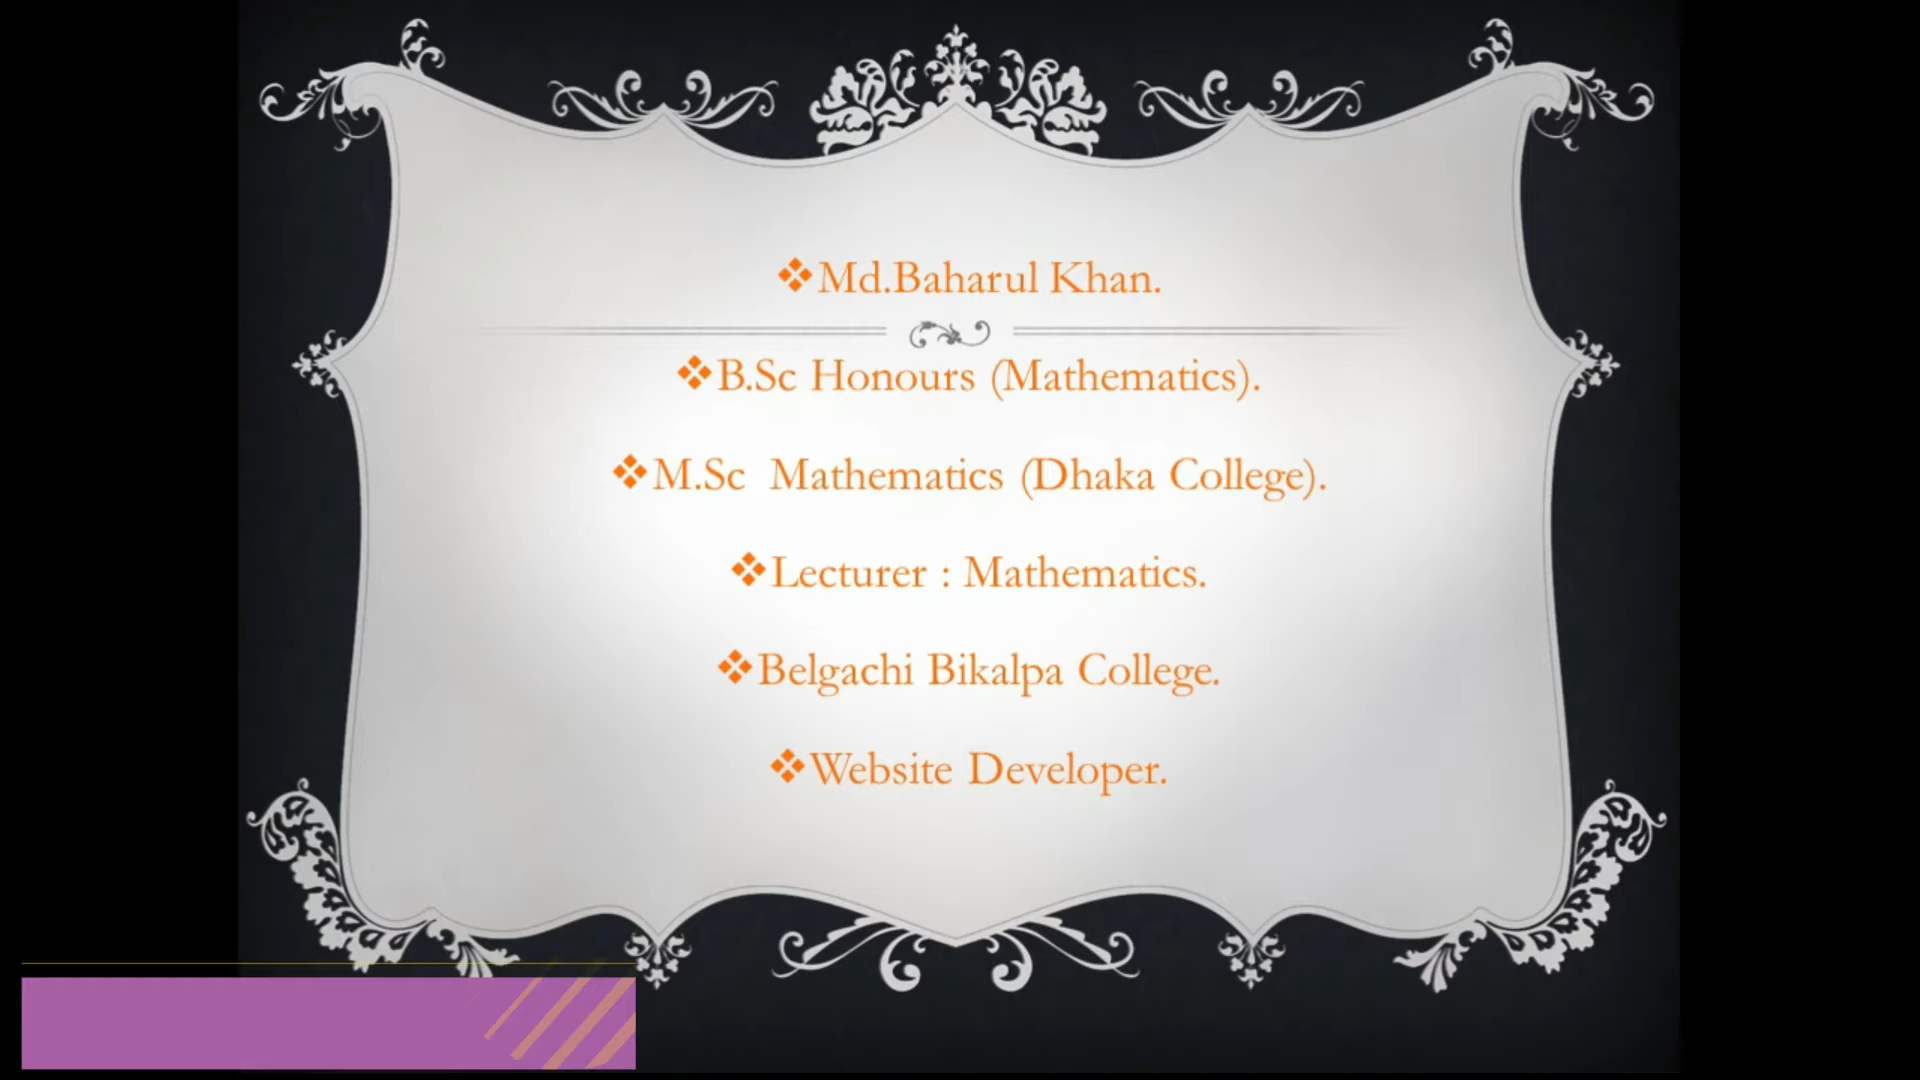 ❖Md.Baharul Khan.
❖B.Sc Honours (Mathematics).
❖M.Sc  Mathematics (Dhaka College).
❖Lecturer : Mathematics.
❖Belgachi Bikalpa College.
❖Website Developer.